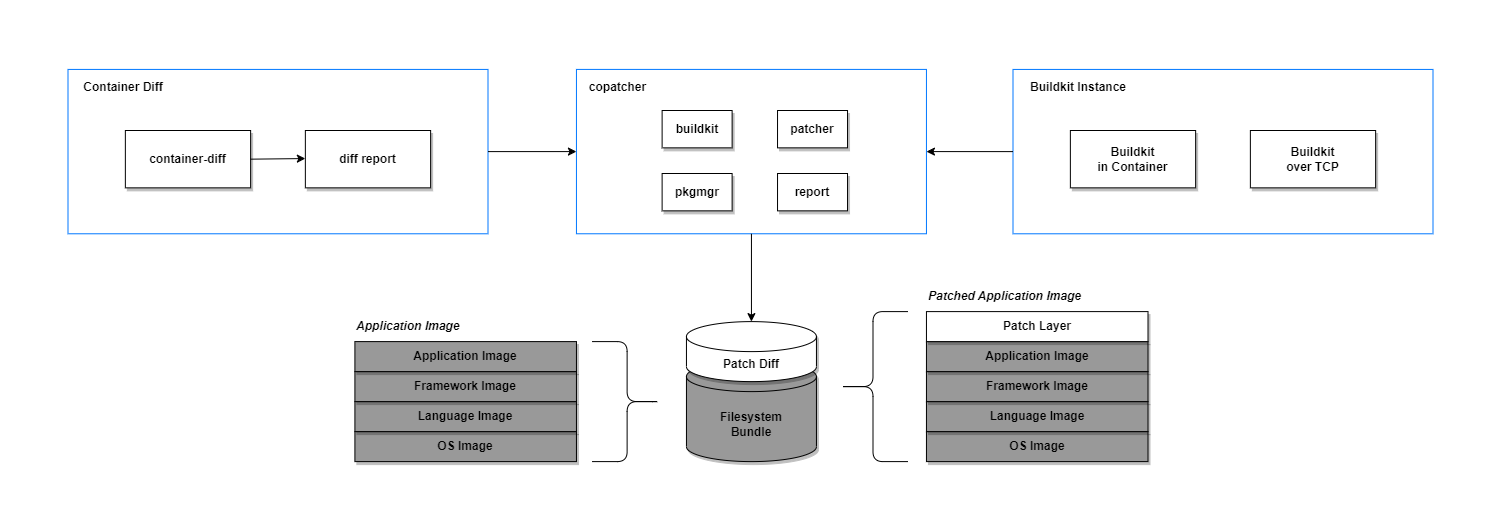 Container Diff
container-diff
diff report
copatcher
buildkit
patcher
pkgmgr
report
Buildkit Instance
Buildkit
in Container
Buildkit
over TCP
Application Image
Application Image
Framework Image
Language Image
OS Image
Patch Diff
Filesystem
Bundle
Patched Application Image
Patch Layer
Application Image
Framework Image
Language Image
OS Image